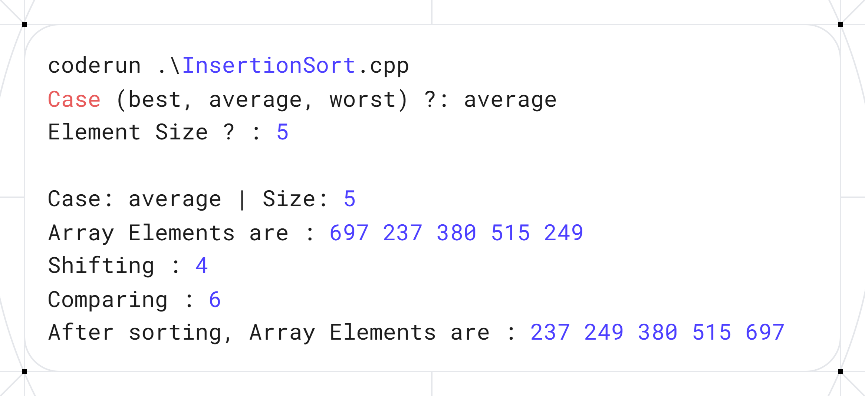 coderun .\InsertionSort.cpp
Case (best, average, worst) ?: average
Element Size ? : 5
Case: average | Size: 5
Array Elements are : 697 237 380 515 249
Shifting : 4
Comparing : 6
After sorting, Array Elements are : 237 249 380 515 697